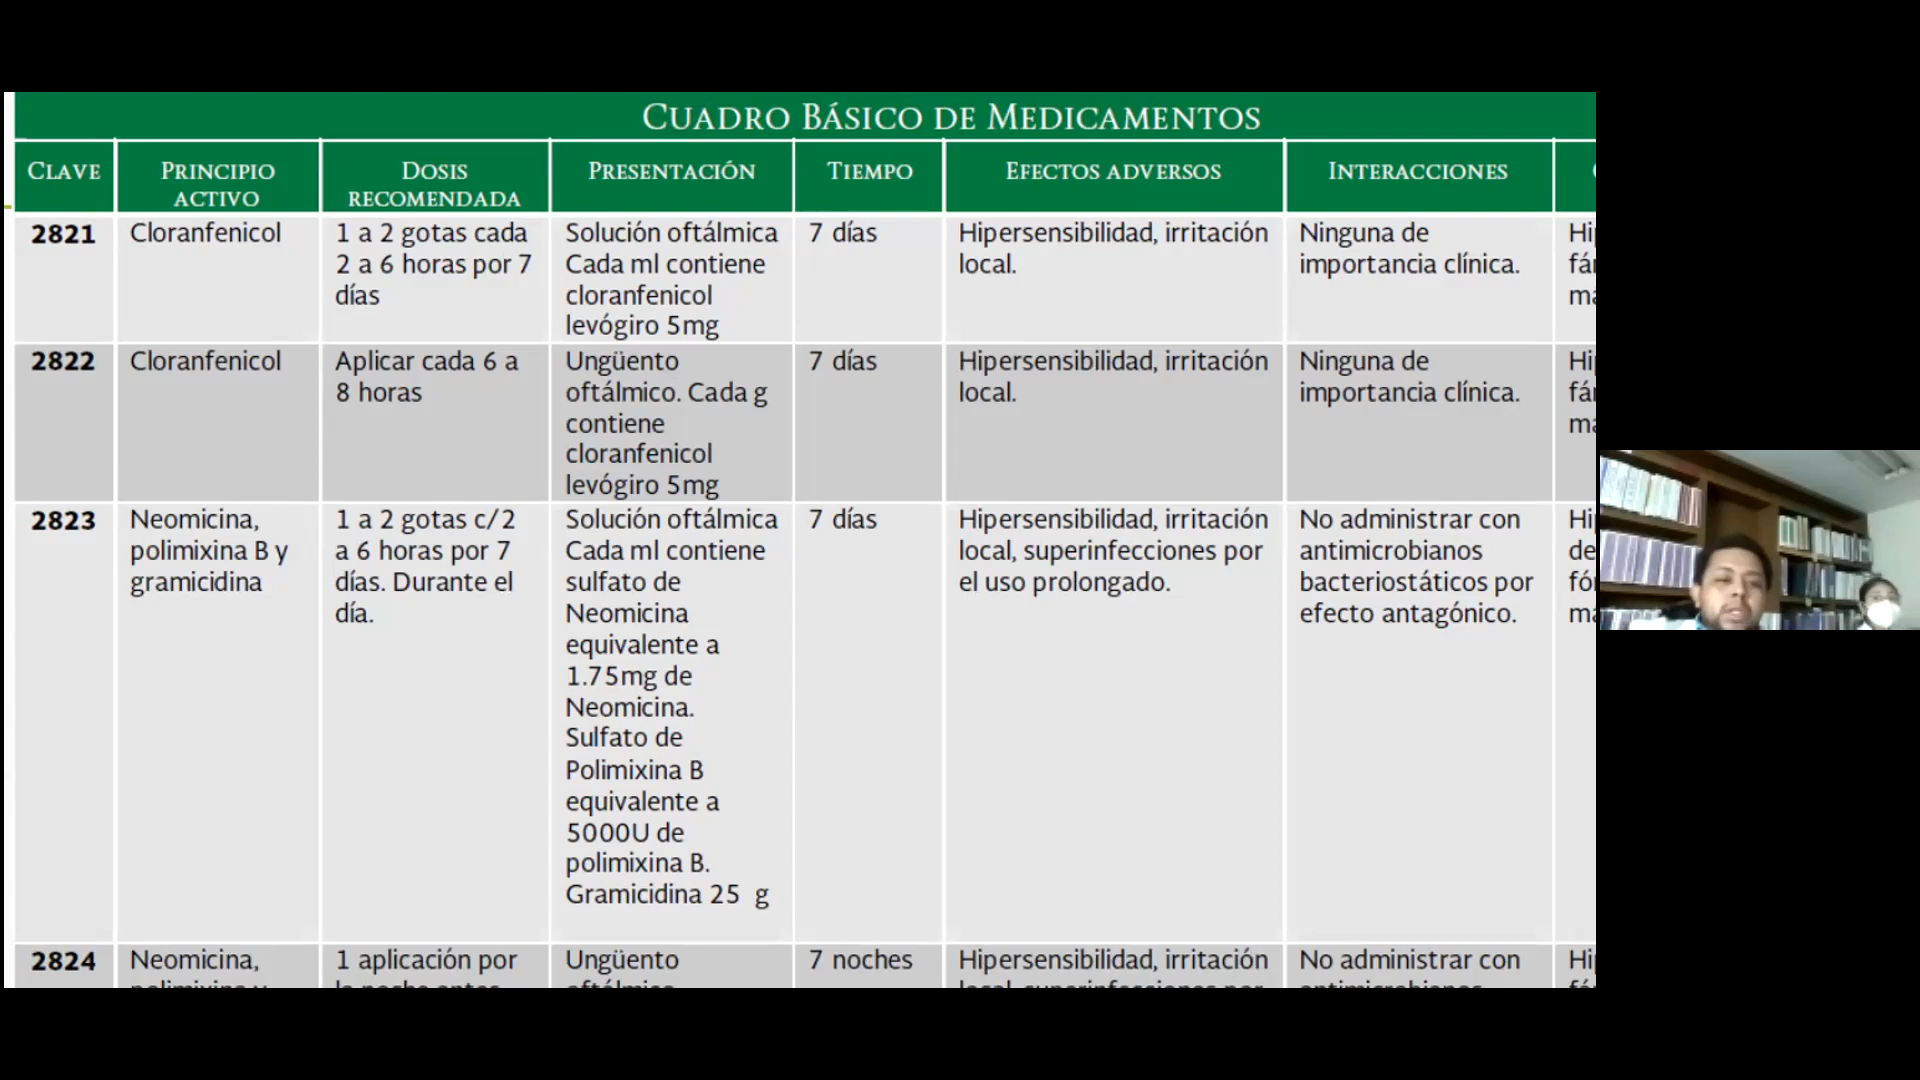 CUADRO BÁSICO DE MEDICAMENTOS
CLAVE
PRINCIPIO
ACTIVO
DOSIS
RECOMENDADA
PRESENTACIÓN
TIEMPO
EFECTOS ADVERSOS
INTERACCIONES
2821
Cloranfenicol
1 a 2 gotas cada
2 a 6 horas por 7
días
Solución oftálmica
Cada ml contiene
cloranfenicol
levógiro 5mg
7 días
Hipersensibilidad, irritación
local.
Ninguna de
importancia clínica.
2822
Cloranfenicol
Aplicar cada 6 a
8 horas
Ungüento
oftálmico. Cada g
contiene
cloranfenicol
levógiro 5mg
7 días
Hipersensibilidad, irritación
local.
Ninguna de
importancia clínica.
2823
Neomicina,
polimixina B y
gramicidina
1 a 2 gotas c/2
a 6 horas por 7
días. Durante el
día.
Solución oftálmica
Cada ml contiene
sulfato de
Neomicina
equivalente a
1.75mg de
Neomicina.
Sulfato de
Polimixina B
equivalente a
5000U de
polimixina B.
Gramicidina 25 g
7 días
Hipersensibilidad, irritación
local, superinfecciones por
el uso prolongado.
No administrar con
antimicrobianos
bacteriostáticos por
efecto antagónico.
2824
Neomicina,
1 aplicación por
Ungüento
7 noches
Hipersensibilidad, irritación
No administrar con